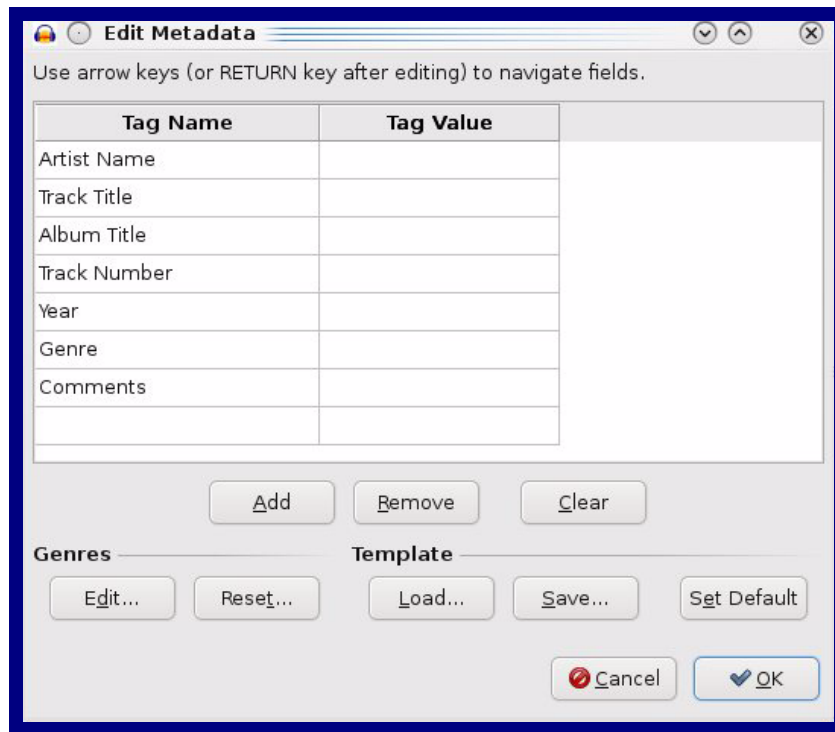 Edit Metadata
Use arrow keys (or RETURN key after editing) to navigate fields.
Tag Name Tag Value
Artist Name
Track Title
Album Title
Track Number
Year
Genre
Comments
Add Remove Clear
Genres Template
Edit... Reset... Load... Save... Set Default
Cancel OK